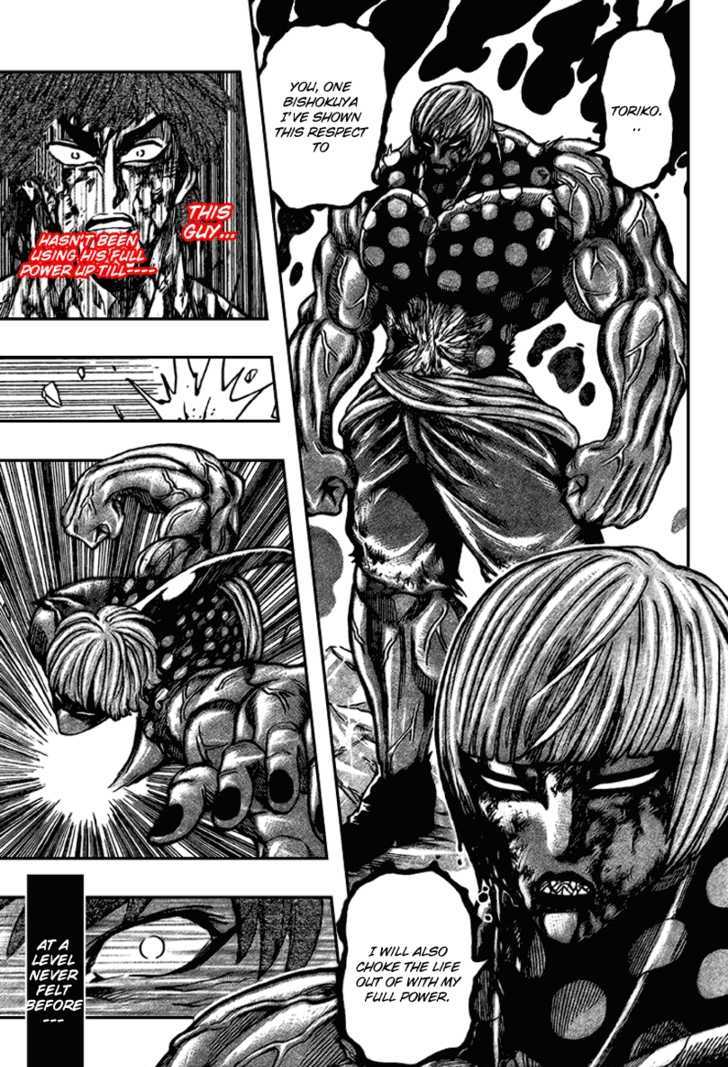 TORIKO.
..
YOU, ONE
BISHOKUYA
I'VE SHOWN
THIS RESPECT
TO
I WILL ALSO
CHOKE THE LIFE
OUT OF WITH MY
FULL POWER.
THIS
GUY...
HASN'T BEEN
USING HIS FULL
POWER UP TILL----
AT A
LEVEL
NEVER
FELT
BEFORE
---